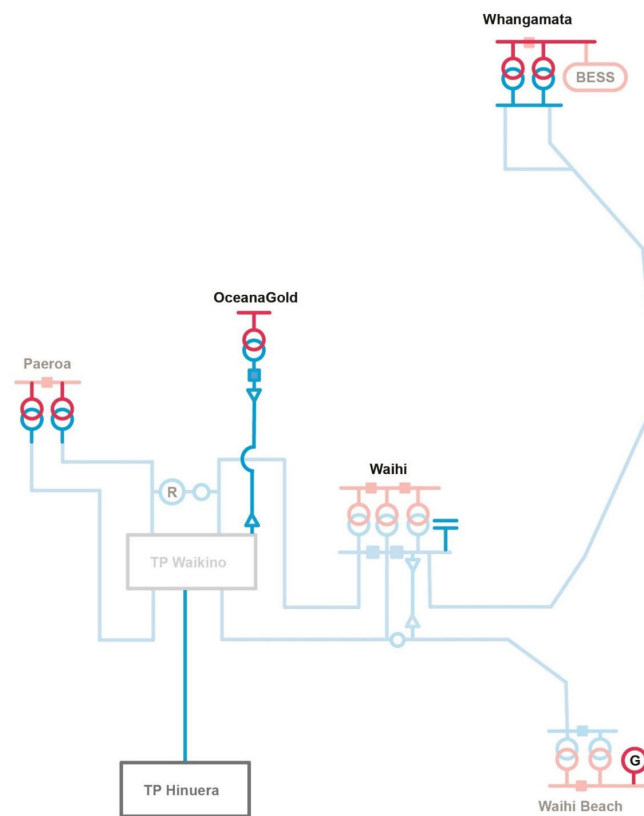 Whangamata
BESS
OceanaGold
Paeroa
Waihi
R
TP Waikino
G
TP Hinuera
Waihi Beach